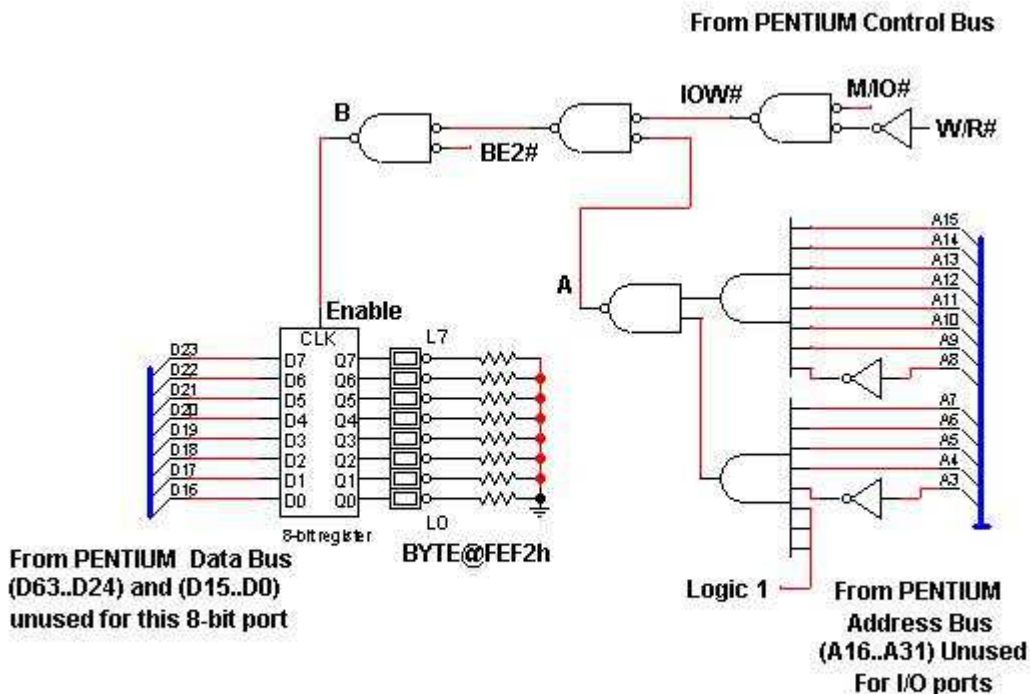 From PENTIUM Control Bus
M/IO#
IOW#
W/R#
B
BE2#
A15
A14
A13
A12
A11
A10
A9
A8
A
A7
A6
A5
A4
A3
Enable
CLK
L7
D23 D7 Q7
D22 D6 Q6
D21 D5 Q5
D20 D4 Q4
D19 D3 Q3
D18 D2 Q2
D17 D1 Q1
D16 D0 Q0
L0
8-bit register
BYTE@FEF2h
From PENTIUM Data Bus
(D63..D24) and (D15..D0)
unused for this 8-bit port
Logic 1
From PENTIUM
Address Bus
(A16..A31) Unused
For I/O ports